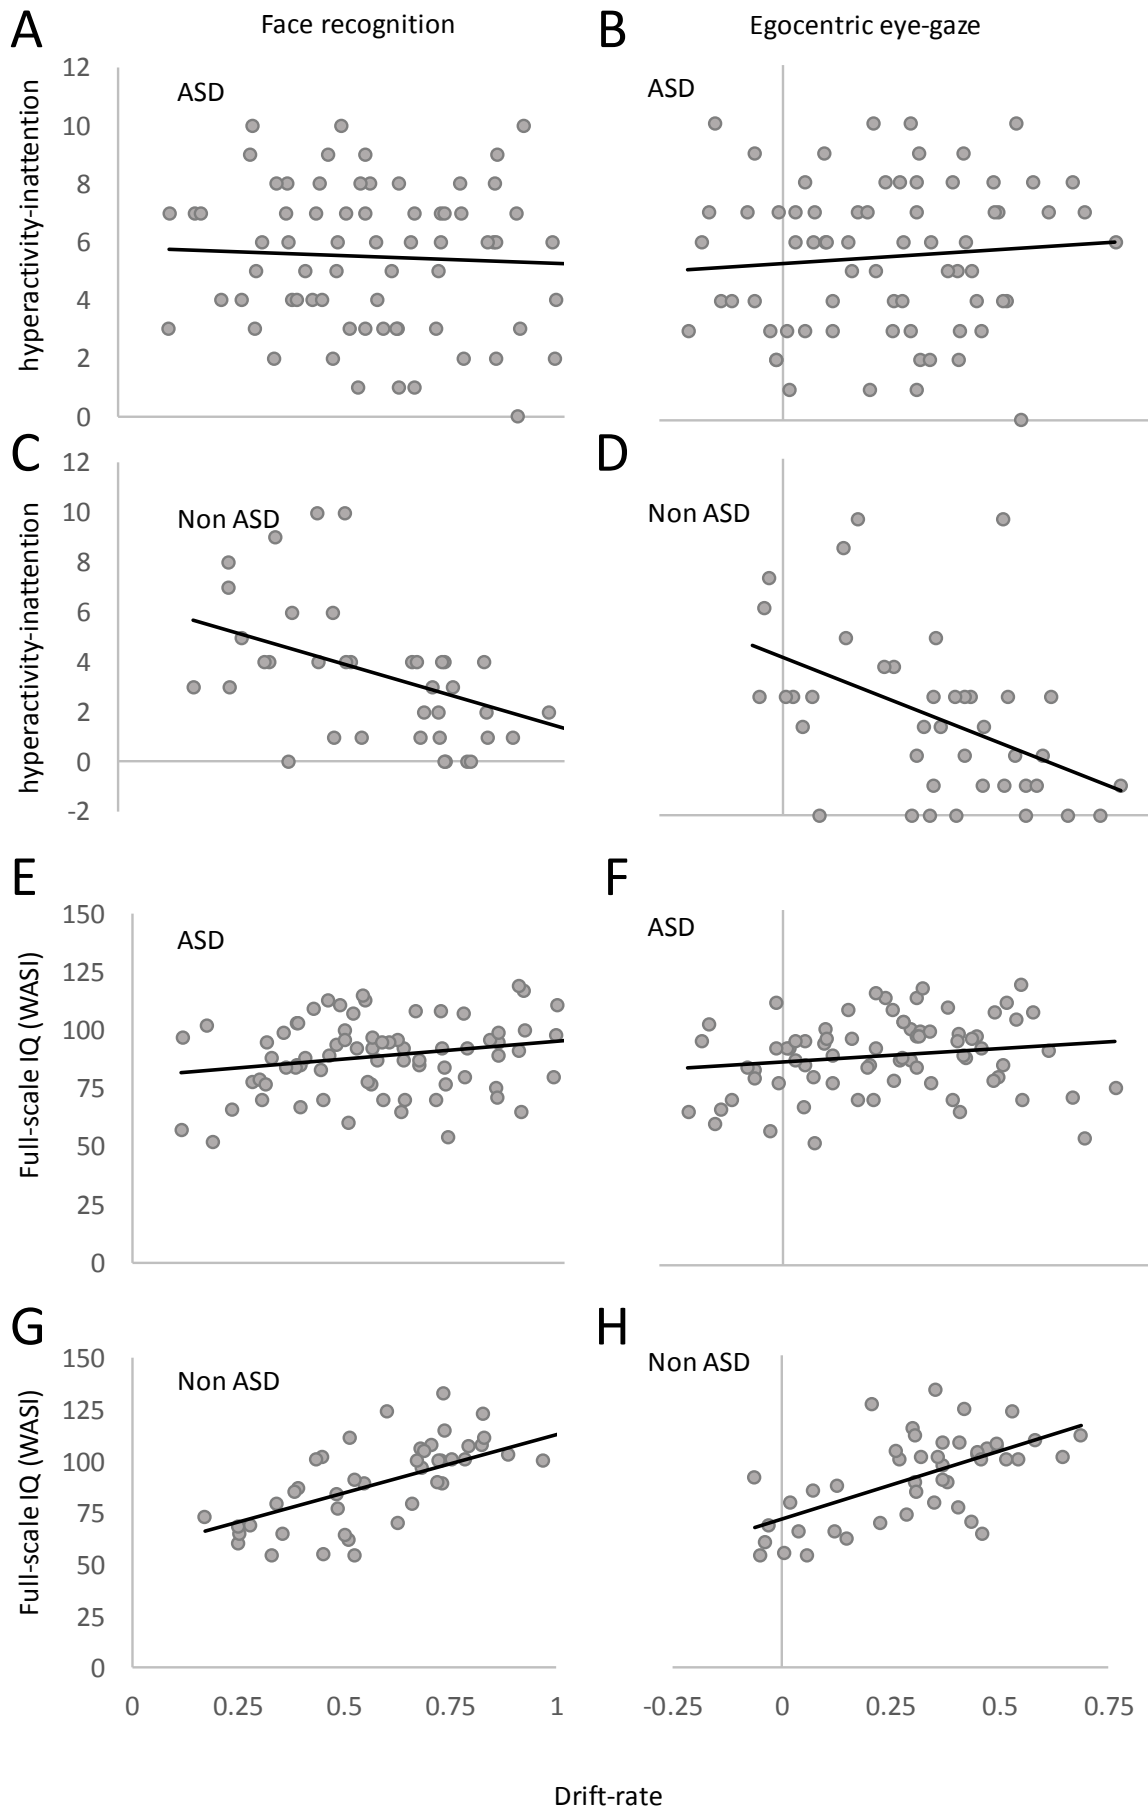 A Face recognition B Egocentric eye-gaze
12
ASD ASD
10
8
6
4
2
0
hyperactivity-inattention
C D
12
10
Non ASD Non ASD
8
6
4
2
0
-2
hyperactivity-inattention
E F
150
ASD ASD
125
100
75
50
25
0
Full-scale IQ (WASI)
G H
150
Non ASD Non ASD
125
100
75
50
25
0
Full-scale IQ (WASI)
0 0.25 0.5 0.75 1 -0.25 0 0.25 0.5 0.75
Drift-rate